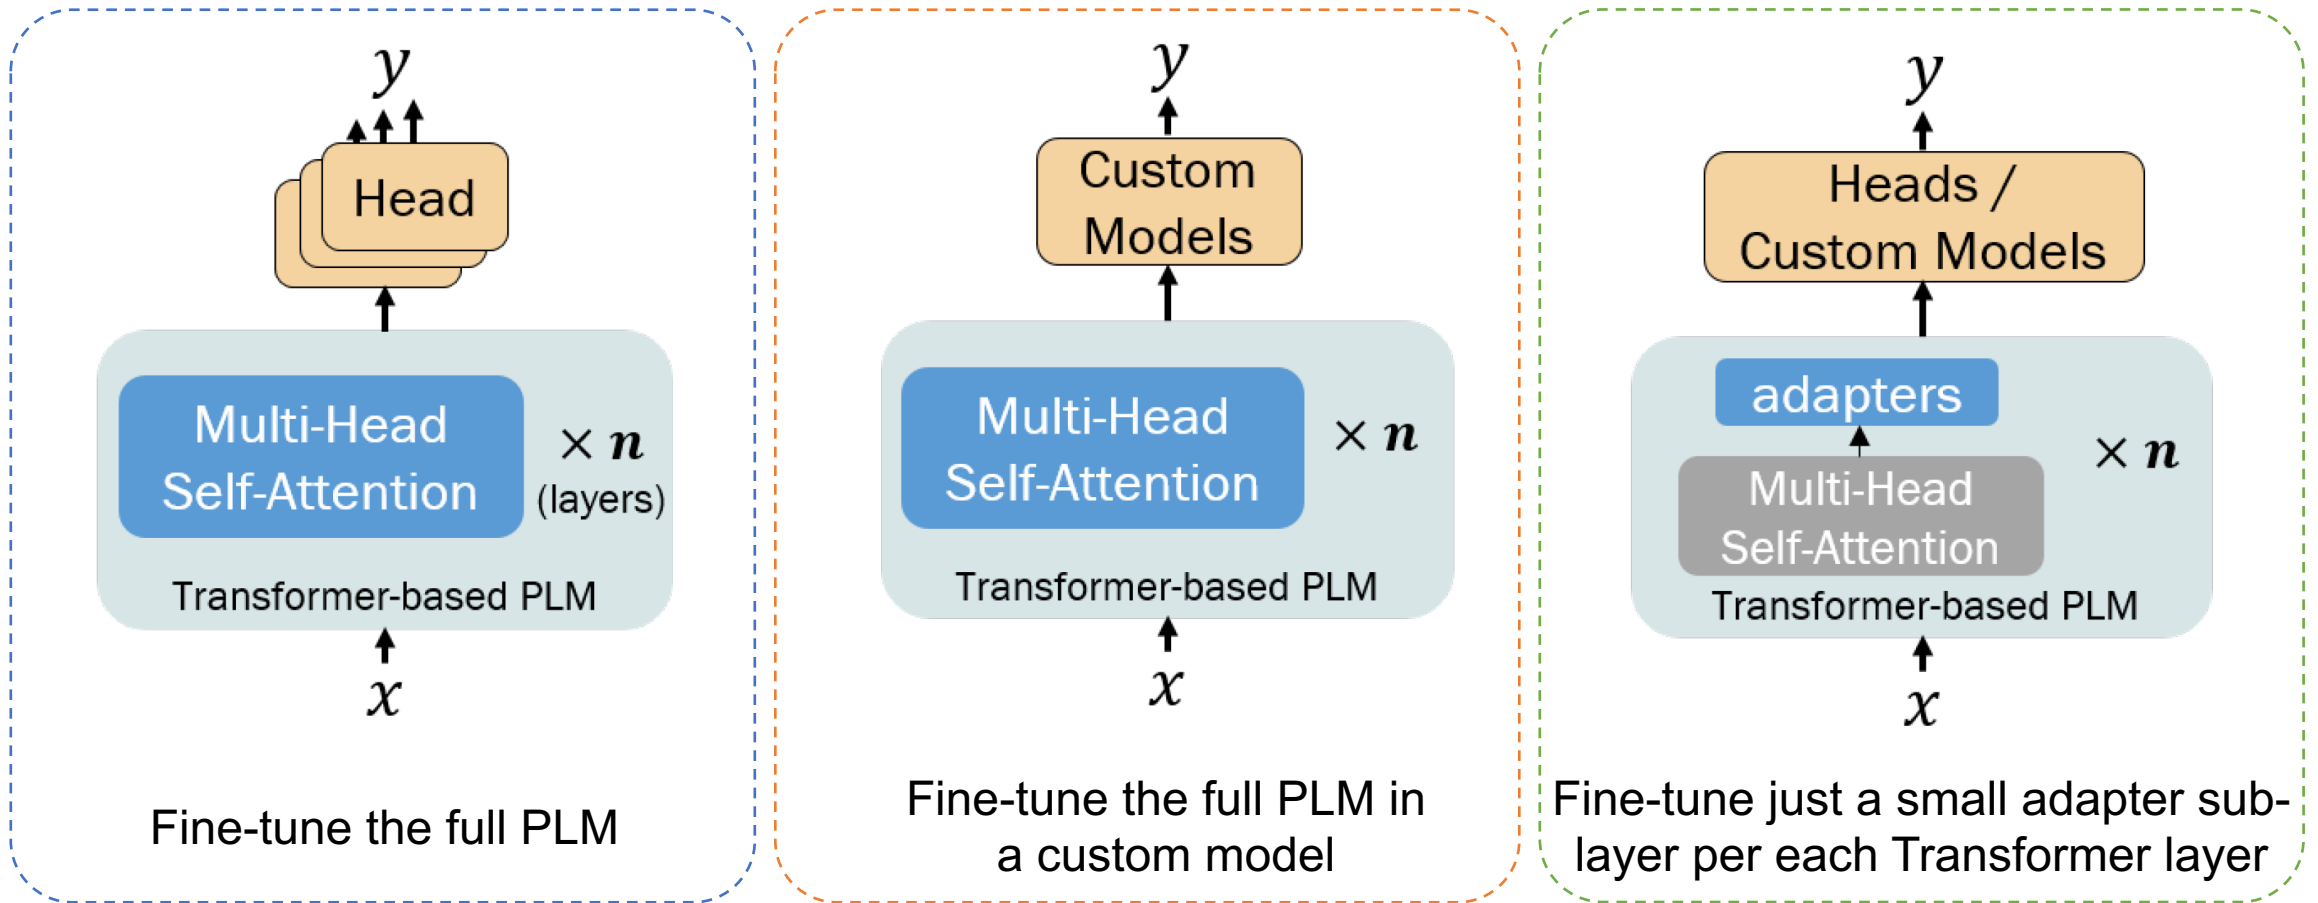 y
Head
Multi-Head
Self-Attention
× n
(layers)
Transformer-based PLM
x
Fine-tune the full PLM
y
Custom
Models
Multi-Head
Self-Attention
× n
Transformer-based PLM
x
Fine-tune the full PLM in
a custom model
y
Heads /
Custom Models
adapters
Multi-Head
Self-Attention
× n
Transformer-based PLM
x
Fine-tune just a small adapter sub-
layer per each Transformer layer